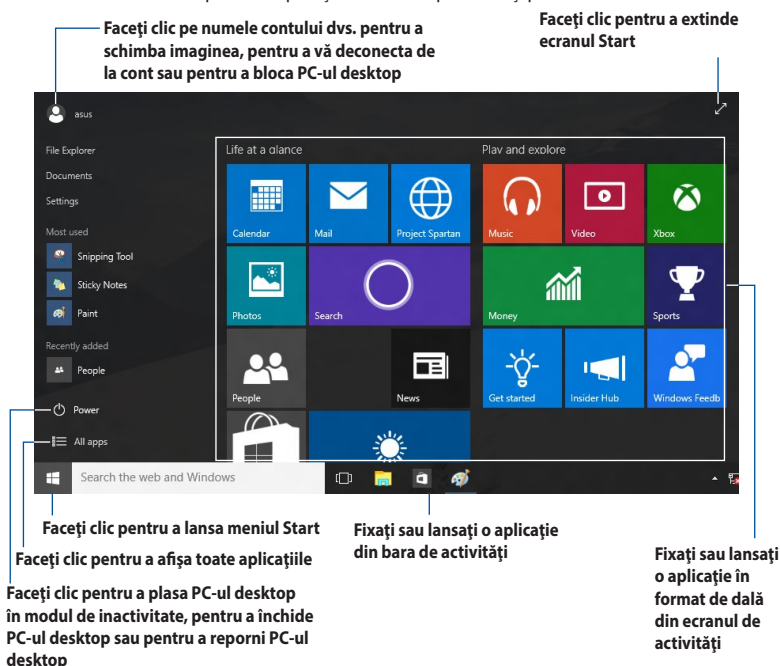 Faceţi clic pe numele contului dvs. pentru a
schimba imaginea, pentru a vă deconecta de
la cont sau pentru a bloca PC-ul desktop
Faceţi clic pentru a extinde
ecranul Start
asus
File Explorer
Documents
Settings
Most used
Snipping Tool
Sticky Notes
Paint
Recently added
People
Power
All apps
Life at a glance
Play and explore
Calendar
Mail
Project Spartan
Music
Video
Xbox
Photos
Search
Money
Sports
People
News
Get started
Insider Hub
Windows Feedb
Search the web and Windows
Faceţi clic pentru a lansa meniul Start
Faceţi clic pentru a afişa toate aplicaţiile
Faceţi clic pentru a plasa PC-ul desktop
în modul de inactivitate, pentru a închide
PC-ul desktop sau pentru a reporni PC-ul
desktop
Fixaţi sau lansaţi o aplicaţie
din bara de activităţi
Fixaţi sau lansaţi
o aplicaţie în
format de dală
din ecranul de
activităţi